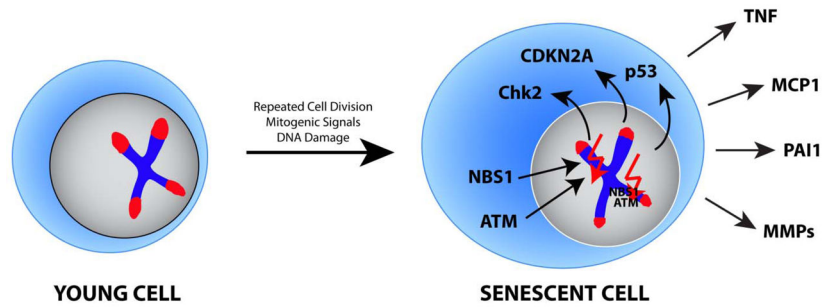 TNF
CDKN2A
p53
Chk2
MCP1
Repeated Cell Division
Mitogenic Signals
DNA Damage
PAI1
NBS1
NBS1
ATM
ATM
MMPs
YOUNG CELL
SENESCENT CELL